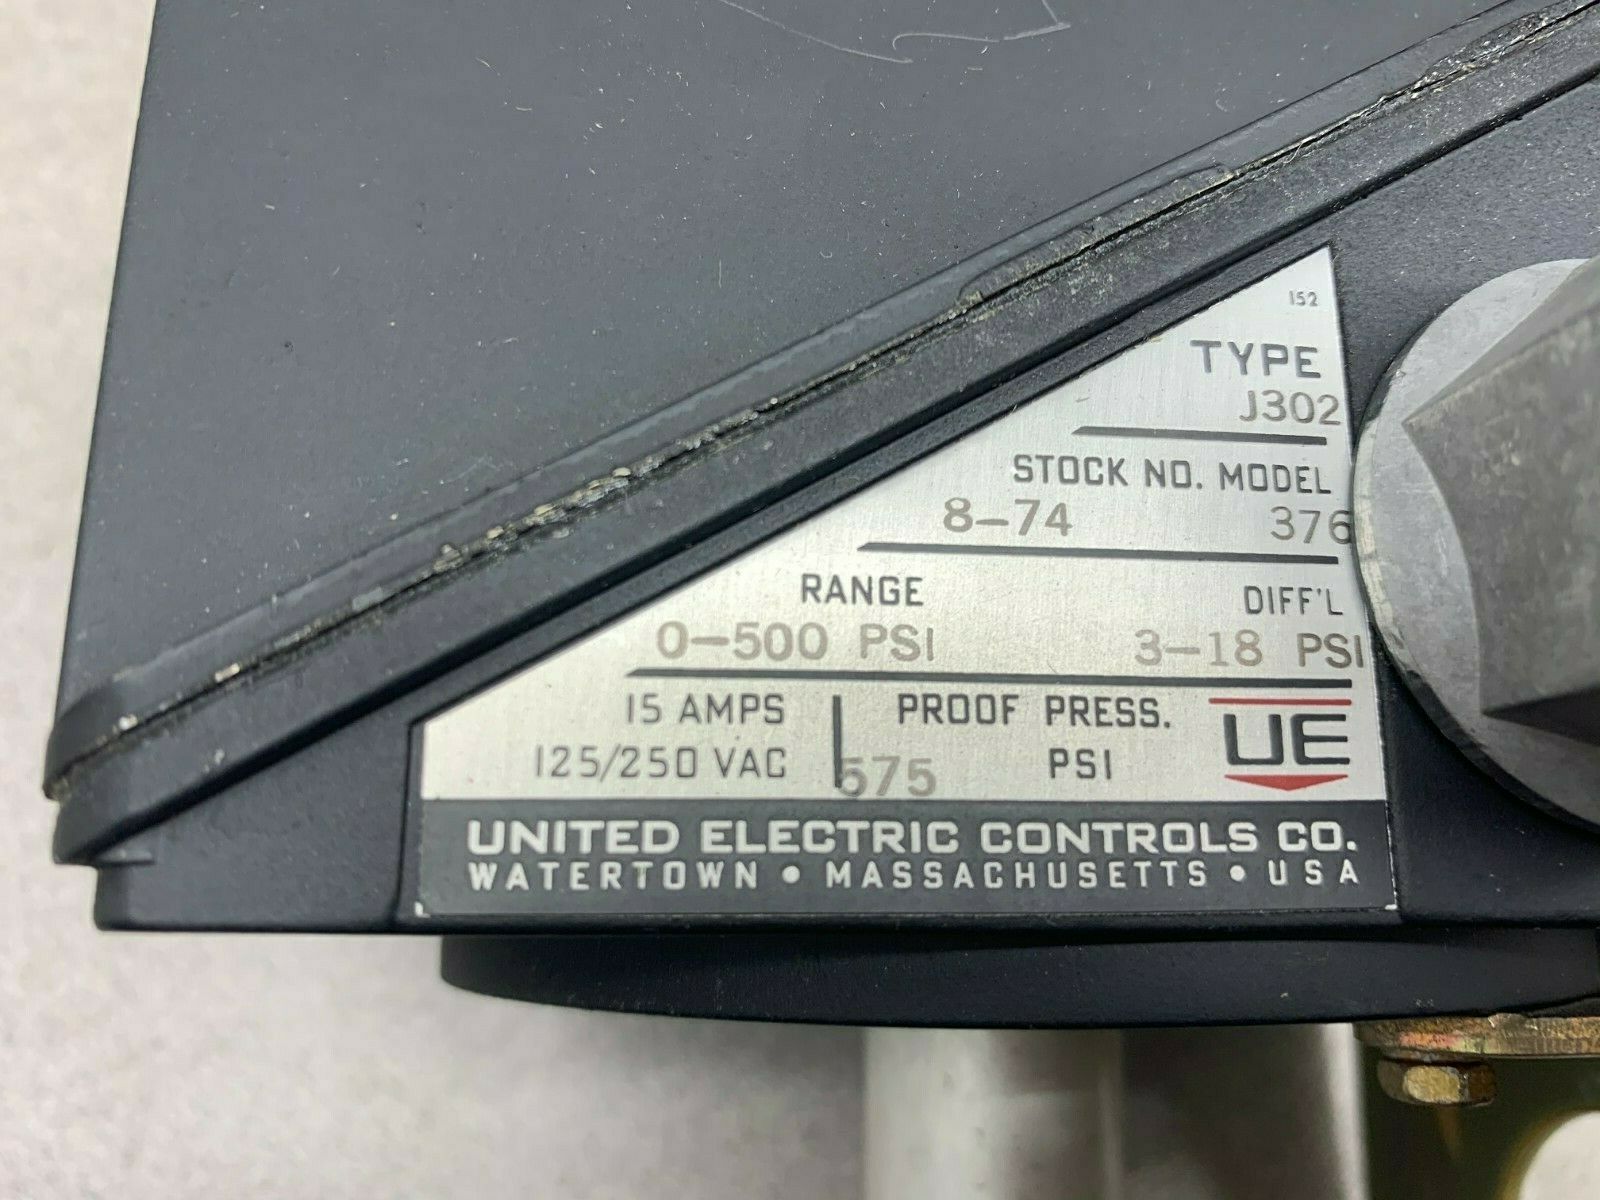 152
TYPE
J302
STOCK NO. MODEL
8-74 376
RANGE DIFF'L
0-500 PSI 3-18 PSI
15 AMPS PROOF PRESS.
125/250 VAC 575 PSI
UE
UNITED ELECTRIC CONTROLS CO.
WATERTOWN • MASSACHUSETTS • USA